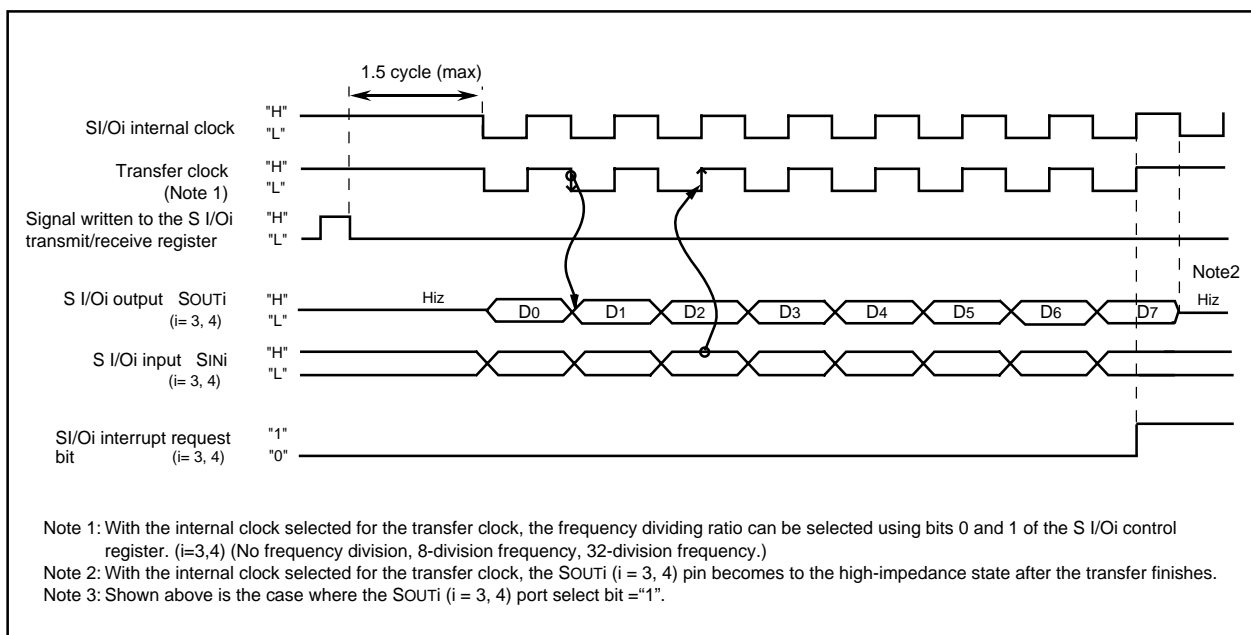 1.5 cycle (max)
SI/Oi internal clock
"H"
"L"
Transfer clock
(Note 1)
"H"
"L"
Signal written to the S I/Oi
transmit/receive register
"H"
"L"
Note2
S I/Oi output SOUTi
(i= 3, 4)
"H"
"L"
Hiz
D0
D1
D2
D3
D4
D5
D6
D7
Hiz
S I/Oi input SINi
(i= 3, 4)
"H"
"L"
SI/Oi interrupt request
bit (i= 3, 4)
"1"
"0"
Note 1: With the internal clock selected for the transfer clock, the frequency dividing ratio can be selected using bits 0 and 1 of the S I/Oi control
register. (i=3,4) (No frequency division, 8-division frequency, 32-division frequency.)
Note 2: With the internal clock selected for the transfer clock, the SOUTi (i = 3, 4) pin becomes to the high-impedance state after the transfer finishes.
Note 3: Shown above is the case where the SOUTi (i = 3, 4) port select bit =“1”.